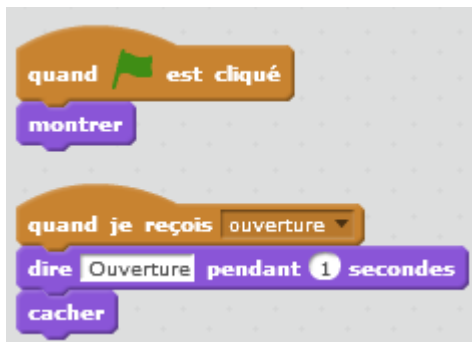 quand est cliqué
montrer
quand je reçois ouverture
dire Ouverture pendant 1 secondes
cacher